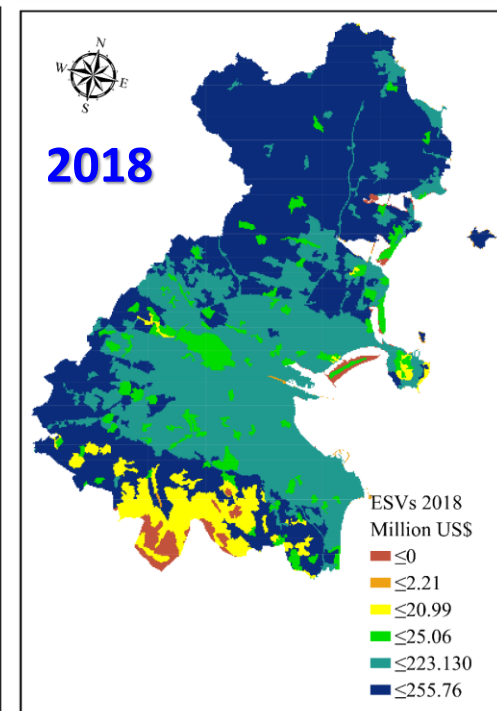 N
W
E
S
2018
ESVs 2018
Million US$
≤0
≤2.21
≤20.99
≤25.06
≤223.130
≤255.76